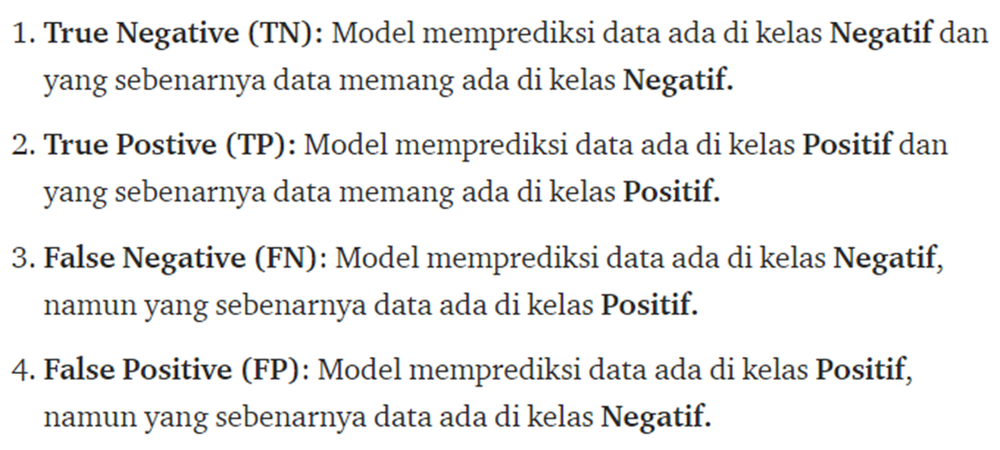 1. True Negative (TN): Model memprediksi data ada di kelas Negatif dan
yang sebenarnya data memang ada di kelas Negatif.
2. True Postive (TP): Model memprediksi data ada di kelas Positif dan
yang sebenarnya data memang ada di kelas Positif.
3. False Negative (FN): Model memprediksi data ada di kelas Negatif,
namun yang sebenarnya data ada di kelas Positif.
4. False Positive (FP): Model memprediksi data ada di kelas Positif,
namun yang sebenarnya data ada di kelas Negatif.